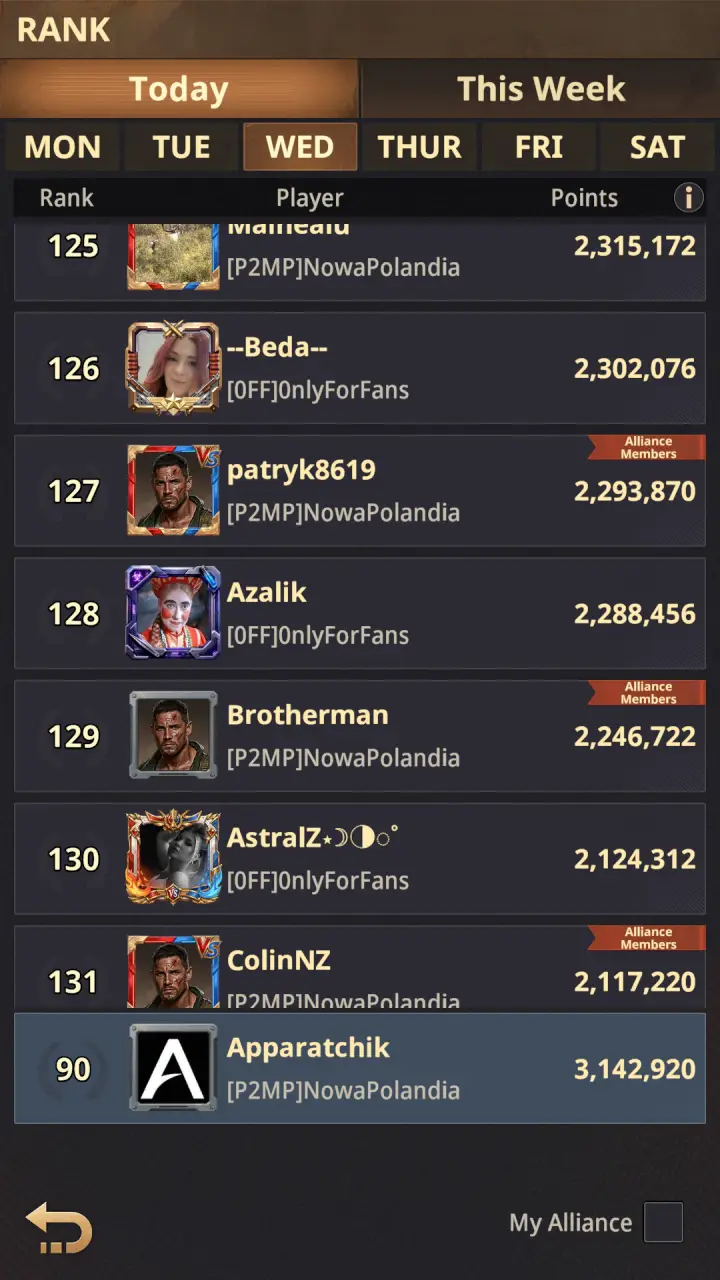 RANK
Today
This Week
MON TUE WED THUR FRI SAT
Rank Player Points i
125
2,315,172
[P2MP]NowaPolandia
126
--Beda--
2,302,076
[0FF]0nlyForFans
Alliance
Members
127
patryk8619
2,293,870
[P2MP]NowaPolandia
128
Azalik
2,288,456
[0FF]0nlyForFans
Alliance
Members
129
Brotherman
2,246,722
[P2MP]NowaPolandia
130
AstralZ⋆☽◑○˚
2,124,312
[0FF]0nlyForFans
Alliance
Members
131
ColinNZ
2,117,220
[P2MP]NowaPolandia
90
Apparatchik
3,142,920
[P2MP]NowaPolandia
My Alliance